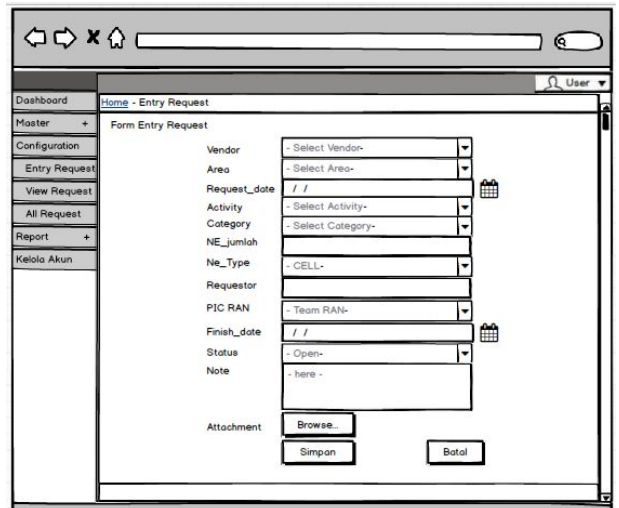 User
Dashboard
Home - Entry Request
Master +
Form Entry Request
Configuration
Entry Request
View Request
All Request
Report +
Kelola Akun
Vendor - Select Vendor-
Area - Select Area-
Request_date / /
Activity - Select Activity-
Category - Select Category-
NE_jumlah
Ne_Type - CELL-
Requestor
PIC RAN - Team RAN-
Finish_date / /
Status - Open-
Note - here -
Attachment Browse...
Simpan Batal